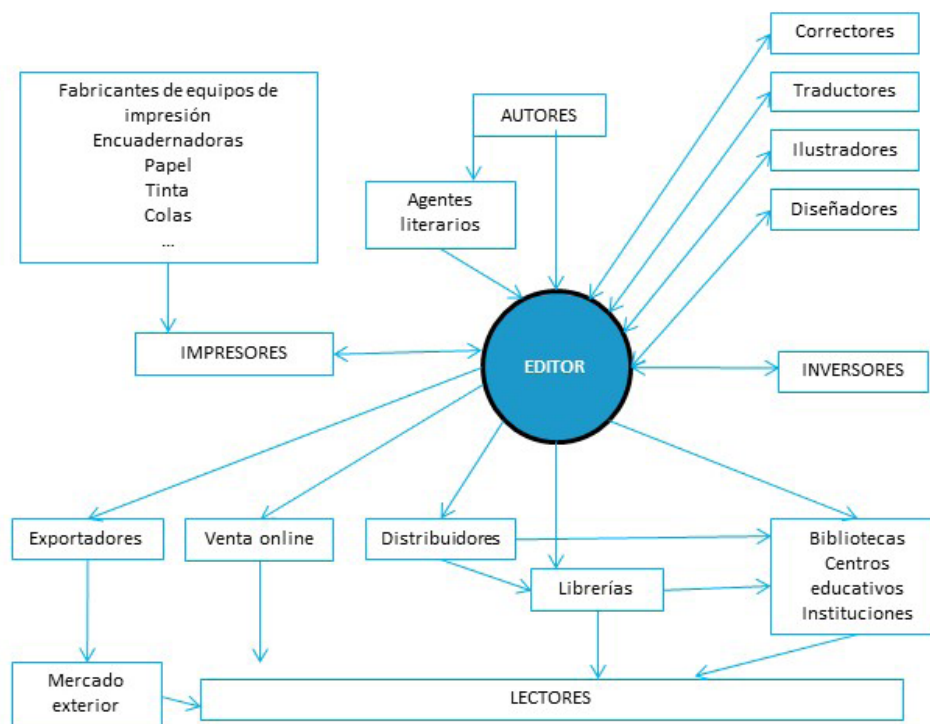 Correctores
Fabricantes de equipos de
impresión
Encuadernadoras
Papel
Tinta
Colas
...
AUTORES
Traductores
Ilustradores
Agentes
literarios
Diseñadores
IMPRESORES
EDITOR
INVERSORES
Exportadores
Venta online
Distribuidores
Bibliotecas
Centros
educativos
Instituciones
Librerías
Mercado
exterior
LECTORES